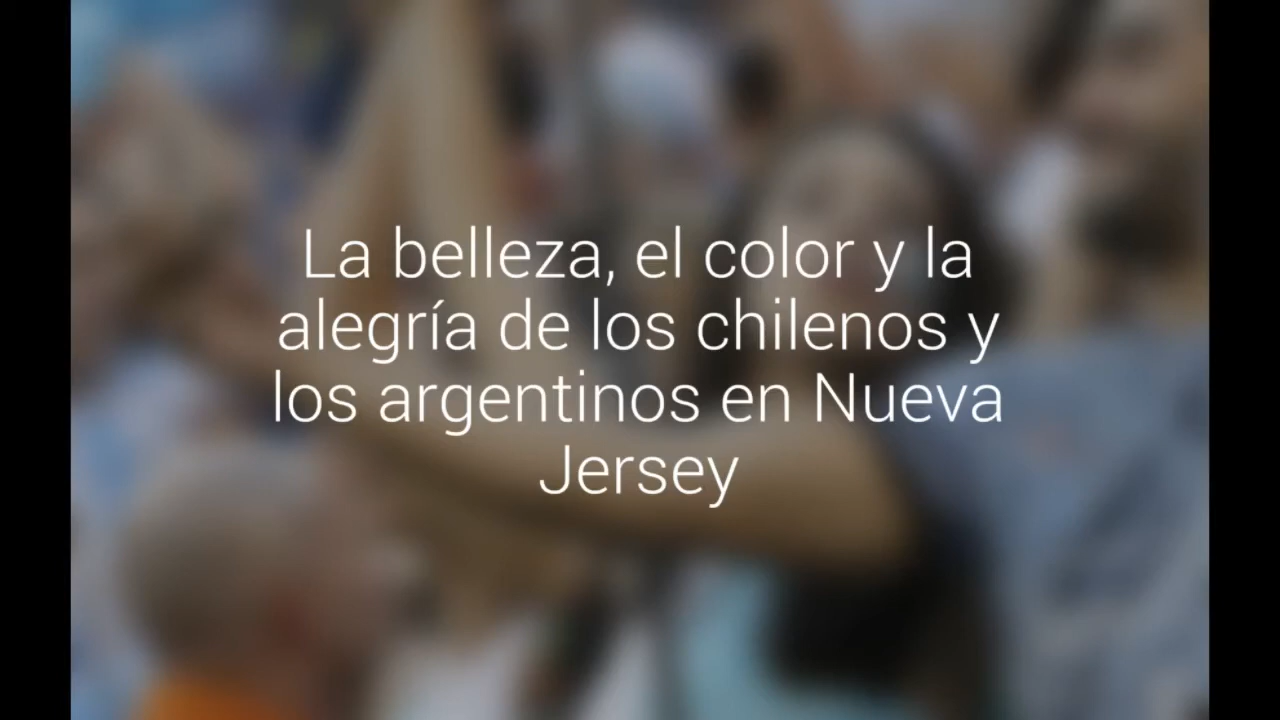 La belleza, el color y la
alegría de los chilenos y
los argentinos en Nueva
Jersey